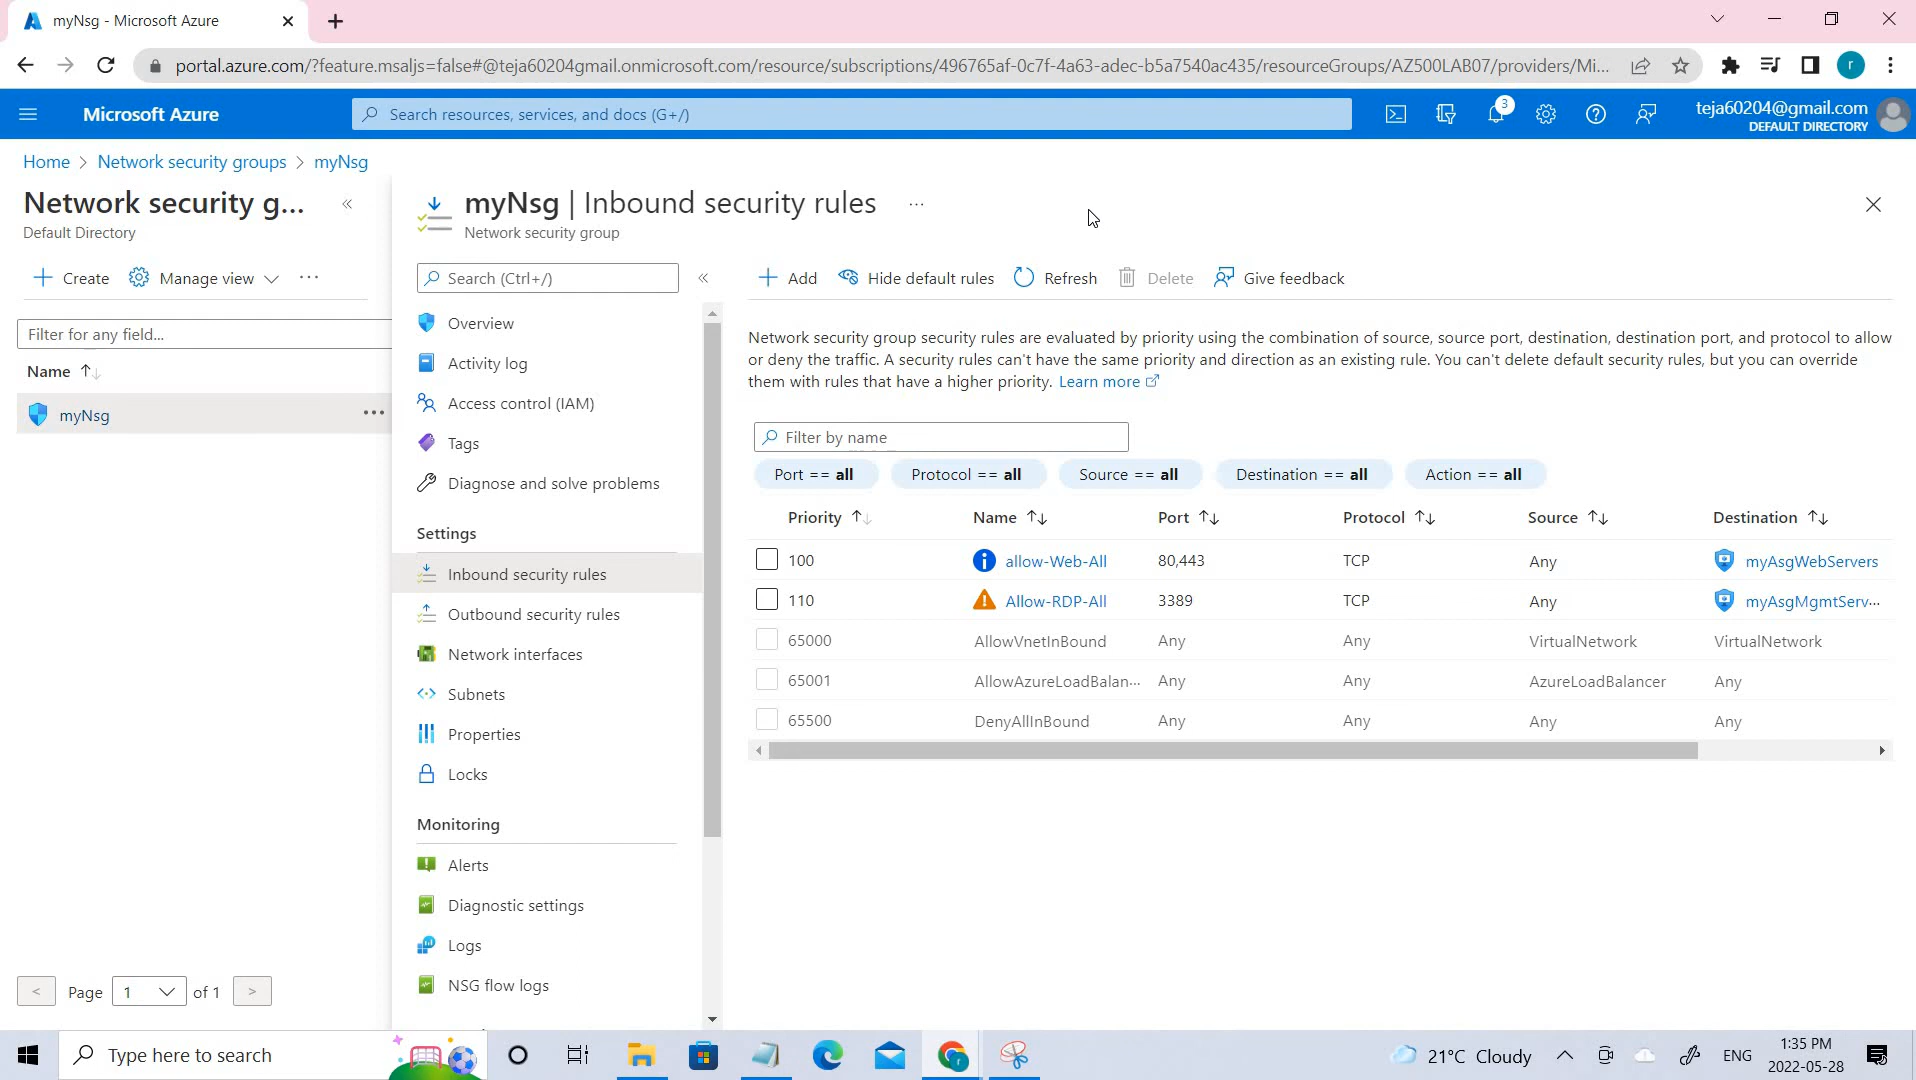 myNsg - Microsoft Azure
portal.azure.com/?feature.msaljs=false#@teja60204gmail.onmicrosoft.com/resource/subscriptions/496765af-0c7f-4a63-adec-b5a7540ac435/resourceGroups/AZ500LAB07/providers/Mi...
r
Microsoft Azure
Search resources, services, and docs (G+/)
3
teja60204@gmail.com
DEFAULT DIRECTORY
Home > Network security groups > myNsg
Network security g...
Default Directory
Create
Manage view
Filter for any field...
Name
myNsg
Page 1 of 1
myNsg | Inbound security rules
Network security group
Search (Ctrl+/)
Overview
Activity log
Access control (IAM)
Tags
Diagnose and solve problems
Settings
Inbound security rules
Outbound security rules
Network interfaces
Subnets
Properties
Locks
Monitoring
Alerts
Diagnostic settings
Logs
NSG flow logs
Add
Hide default rules
Refresh
Delete
Give feedback
Network security group security rules are evaluated by priority using the combination of source, source port, destination, destination port, and protocol to allow
or deny the traffic. A security rules can't have the same priority and direction as an existing rule. You can't delete default security rules, but you can override
them with rules that have a higher priority. Learn more
Filter by name
Port == all Protocol == all Source == all Destination == all Action == all
Priority Name Port Protocol Source Destination
100 allow-Web-All 80,443 TCP Any myAsgWebServers
110 Allow-RDP-All 3389 TCP Any myAsgMgmtServ...
65000 AllowVnetInBound Any Any VirtualNetwork VirtualNetwork
65001 AllowAzureLoadBalan... Any Any AzureLoadBalancer Any
65500 DenyAllInBound Any Any Any Any
Type here to search
r
21°C Cloudy
ENG
1:35 PM
2022-05-28